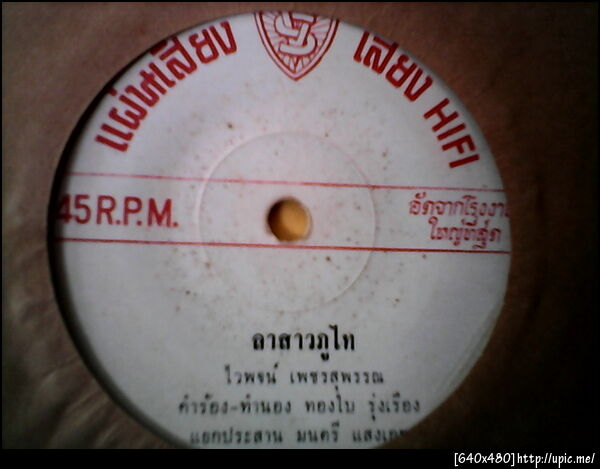 แผ่นเสียง เสียง HIFI
45 R.P.M.
อัดจากโรงงาน
ใหญ่ที่สุด
ลาสาวภูไท
ไวพจน์ เพชรสุพรรณ
คำร้อง-ทำนอง ทองใบ รุ่งเรือง
แยกประสาน มนตรี
[640x480]http://upic.me/